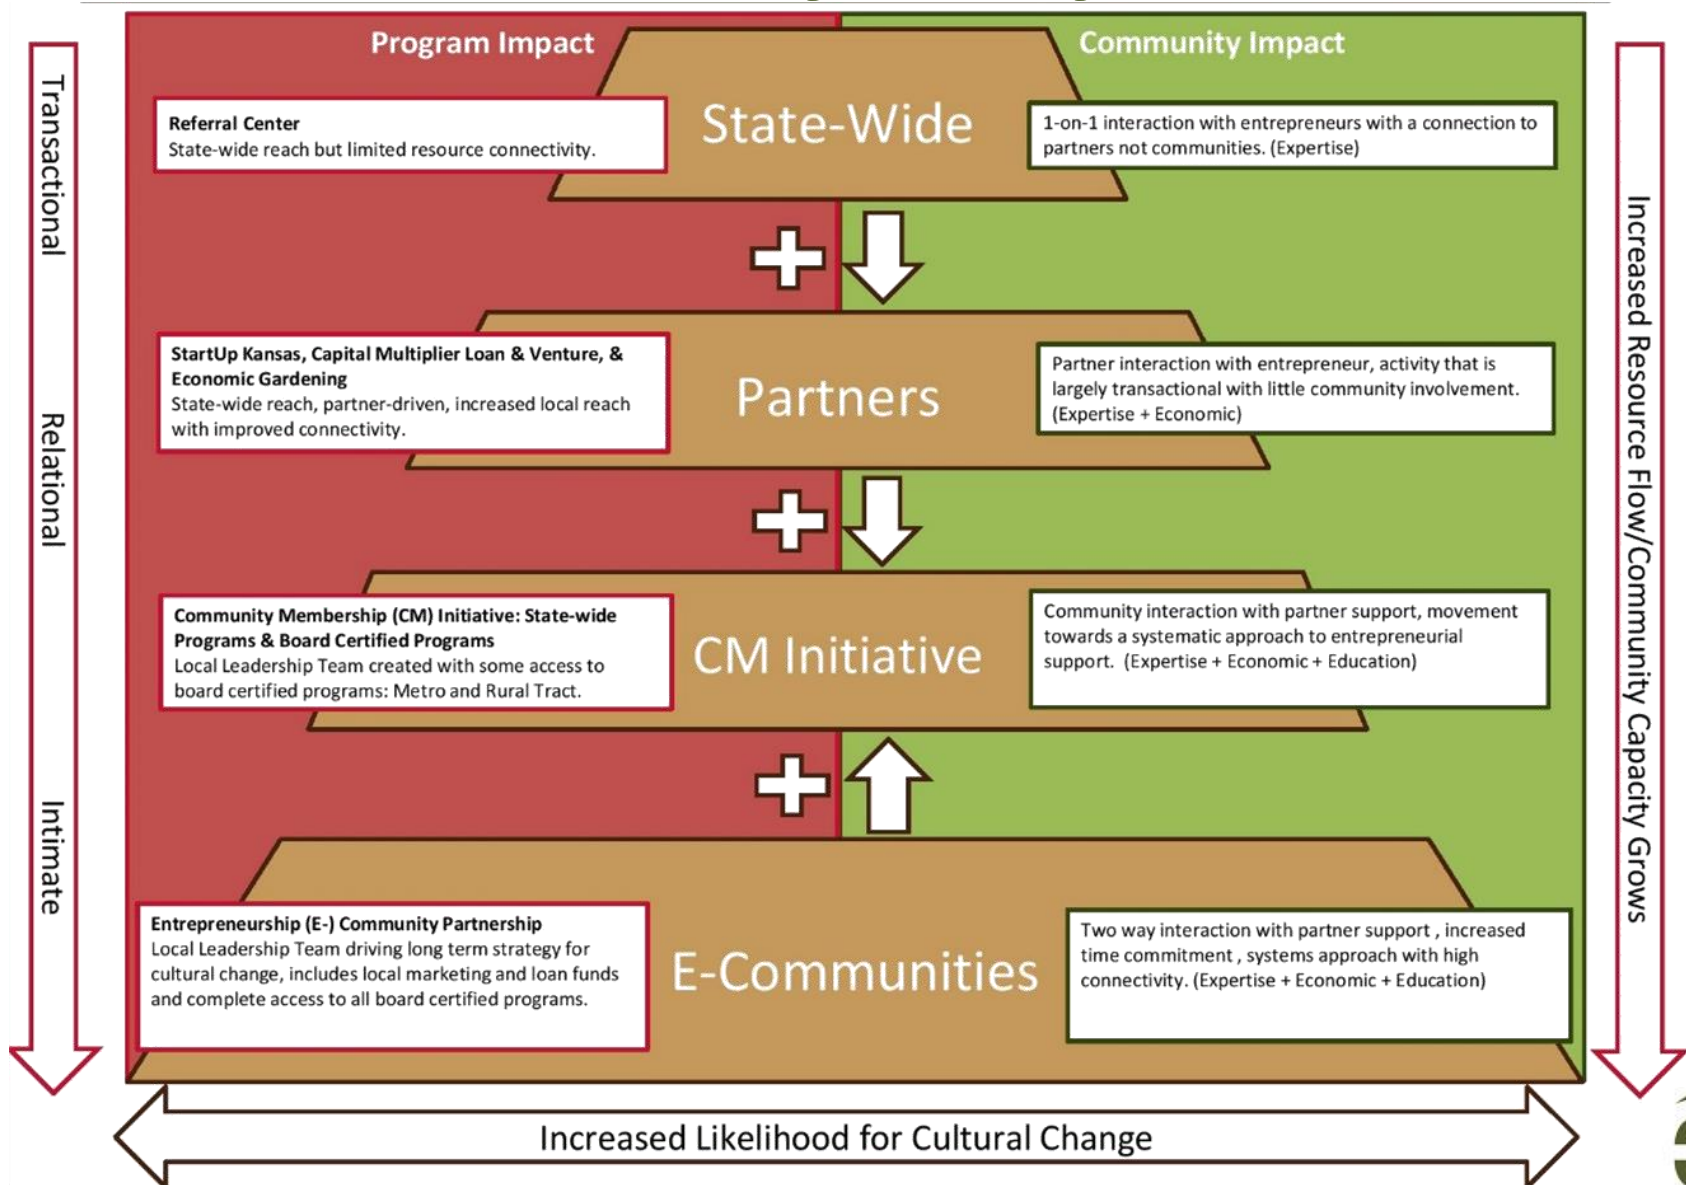 Program Impact
Community Impact
State-Wide
Referral Center
State-wide reach but limited resource connectivity.
1-on-1 interaction with entrepreneurs with a connection to
partners not communities. (Expertise)
Partners
StartUp Kansas, Capital Multiplier Loan & Venture, &
Economic Gardening
State-wide reach, partner-driven, increased local reach
with improved connectivity.
Partner interaction with entrepreneur, activity that is
largely transactional with little community involvement.
(Expertise + Economic)
CM Initiative
Community Membership (CM) Initiative: State-wide
Programs & Board Certified Programs
Local Leadership Team created with some access to
board certified programs: Metro and Rural Tract.
Community interaction with partner support, movement
towards a systematic approach to entrepreneurial
support. (Expertise + Economic + Education)
E-Communities
Entrepreneurship (E-) Community Partnership
Local Leadership Team driving long term strategy for
cultural change, includes local marketing and loan funds
and complete access to all board certified programs.
Two way interaction with partner support , increased
time commitment , systems approach with high
connectivity. (Expertise + Economic + Education)
Transactional
Relational
Intimate
Increased Resource Flow/Community Capacity Grows
Increased Likelihood for Cultural Change